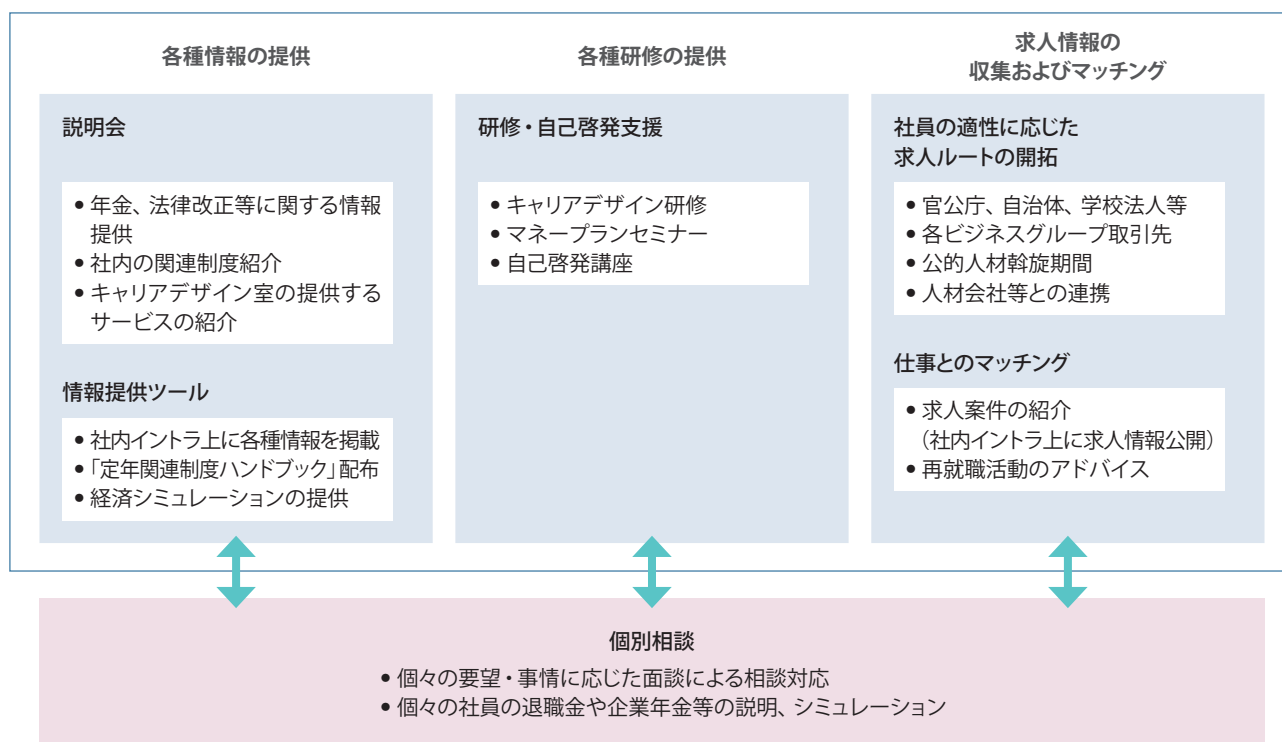 各種情報の提供
説明会
• 年金、法律改正等に関する情報
提供
• 社内の関連制度紹介
• キャリアデザイン室の提供する
サービスの紹介
情報提供ツール
• 社内イントラ上に各種情報を掲載
•「定年関連制度ハンドブック」配布
• 経済シミュレーションの提供
各種研修の提供
研修・自己啓発支援
• キャリアデザイン研修
• マネープランセミナー
• 自己啓発講座
求人情報の
収集およびマッチング
社員の適性に応じた
求人ルートの開拓
• 官公庁、自治体、学校法人等
• 各ビジネスグループ取引先
• 公的人材斡旋期間
• 人材会社等との連携
仕事とのマッチング
• 求人案件の紹介
（社内イントラ上に求人情報公開）
• 再就職活動のアドバイス
個別相談
• 個々の要望・事情に応じた面談による相談対応
• 個々の社員の退職金や企業年金等の説明、シミュレーション